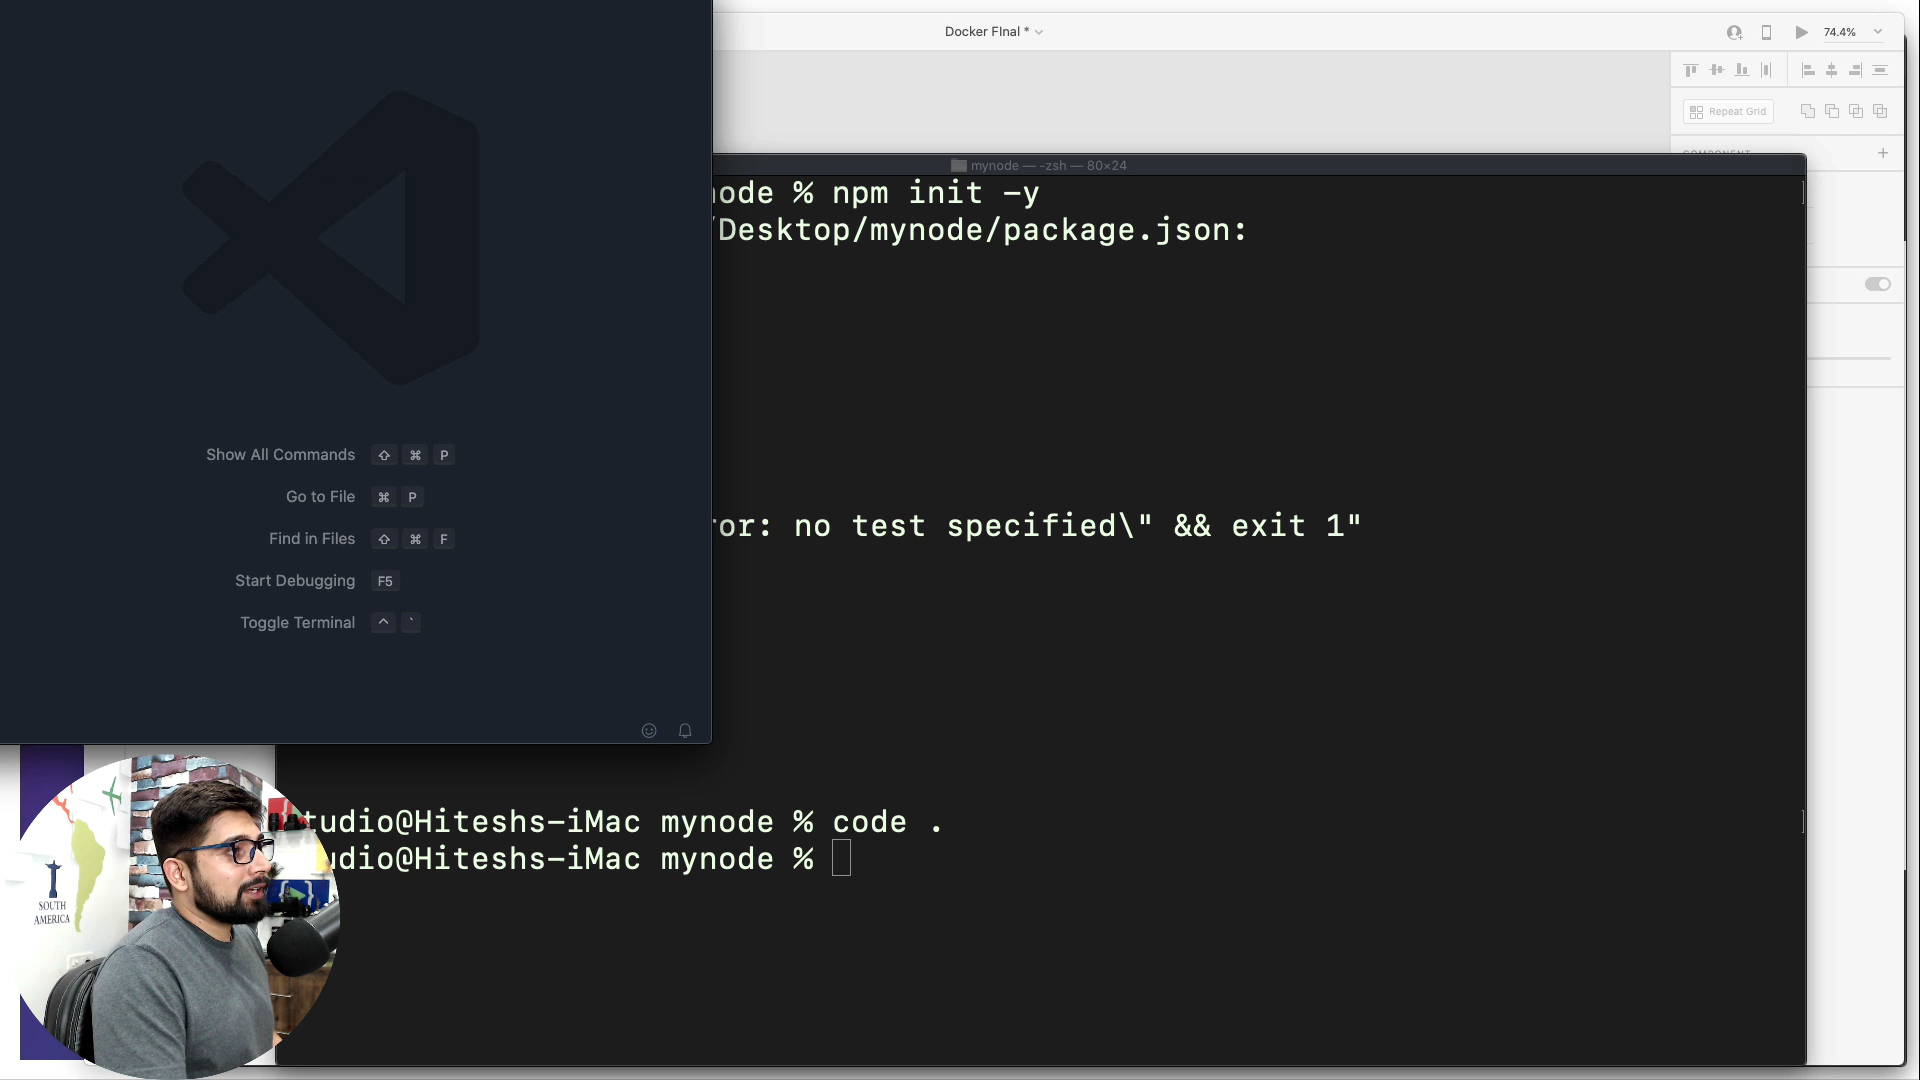 Docker FInal *
74.4%
Repeat Grid
mynode — -zsh — 80×24
node % npm init -y
/Desktop/mynode/package.json:
ror: no test specified\" && exit 1"
Show All Commands ⇧ ⌘ P
Go to File ⌘ P
Find in Files ⇧ ⌘ F
Start Debugging F5
Toggle Terminal ^ `
tudio@Hiteshs-iMac mynode % code .
udio@Hiteshs-iMac mynode %
SOUTH
AMERICA